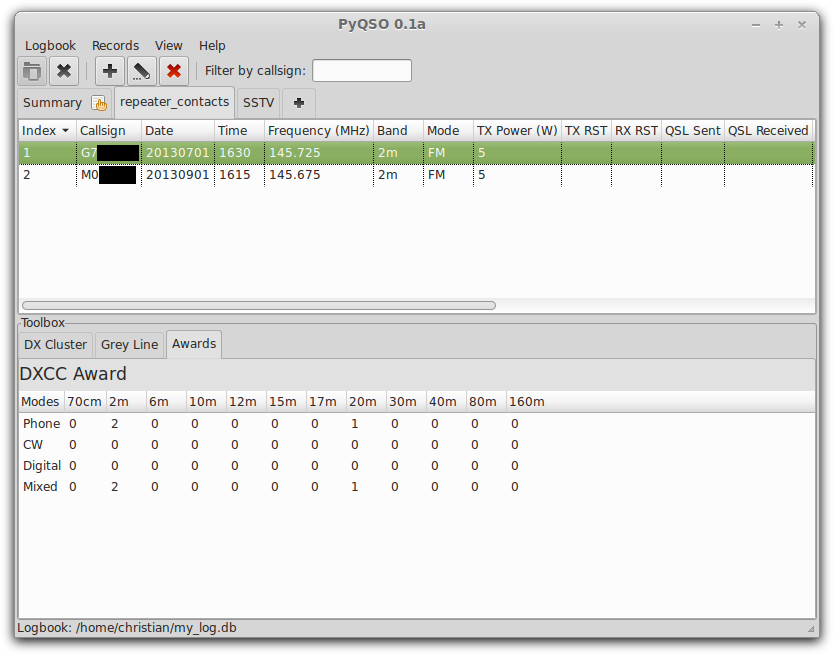 PyQSO 0.1a
Logbook Records View Help
Filter by callsign:
Summary repeater_contacts SSTV
Index Callsign Date Time Frequency (MHz) Band Mode TX Power (W) TX RST RX RST QSL Sent QSL Received
1 G7 20130701 1630 145.725 2m FM 5
2 M0 20130901 1615 145.675 2m FM 5
Toolbox
DX Cluster Grey Line Awards
DXCC Award
Modes 70cm 2m 6m 10m 12m 15m 17m 20m 30m 40m 80m 160m
Phone 0 2 0 0 0 0 0 1 0 0 0 0
CW 0 0 0 0 0 0 0 0 0 0 0 0
Digital 0 0 0 0 0 0 0 0 0 0 0 0
Mixed 0 2 0 0 0 0 0 1 0 0 0 0
Logbook: /home/christian/my_log.db